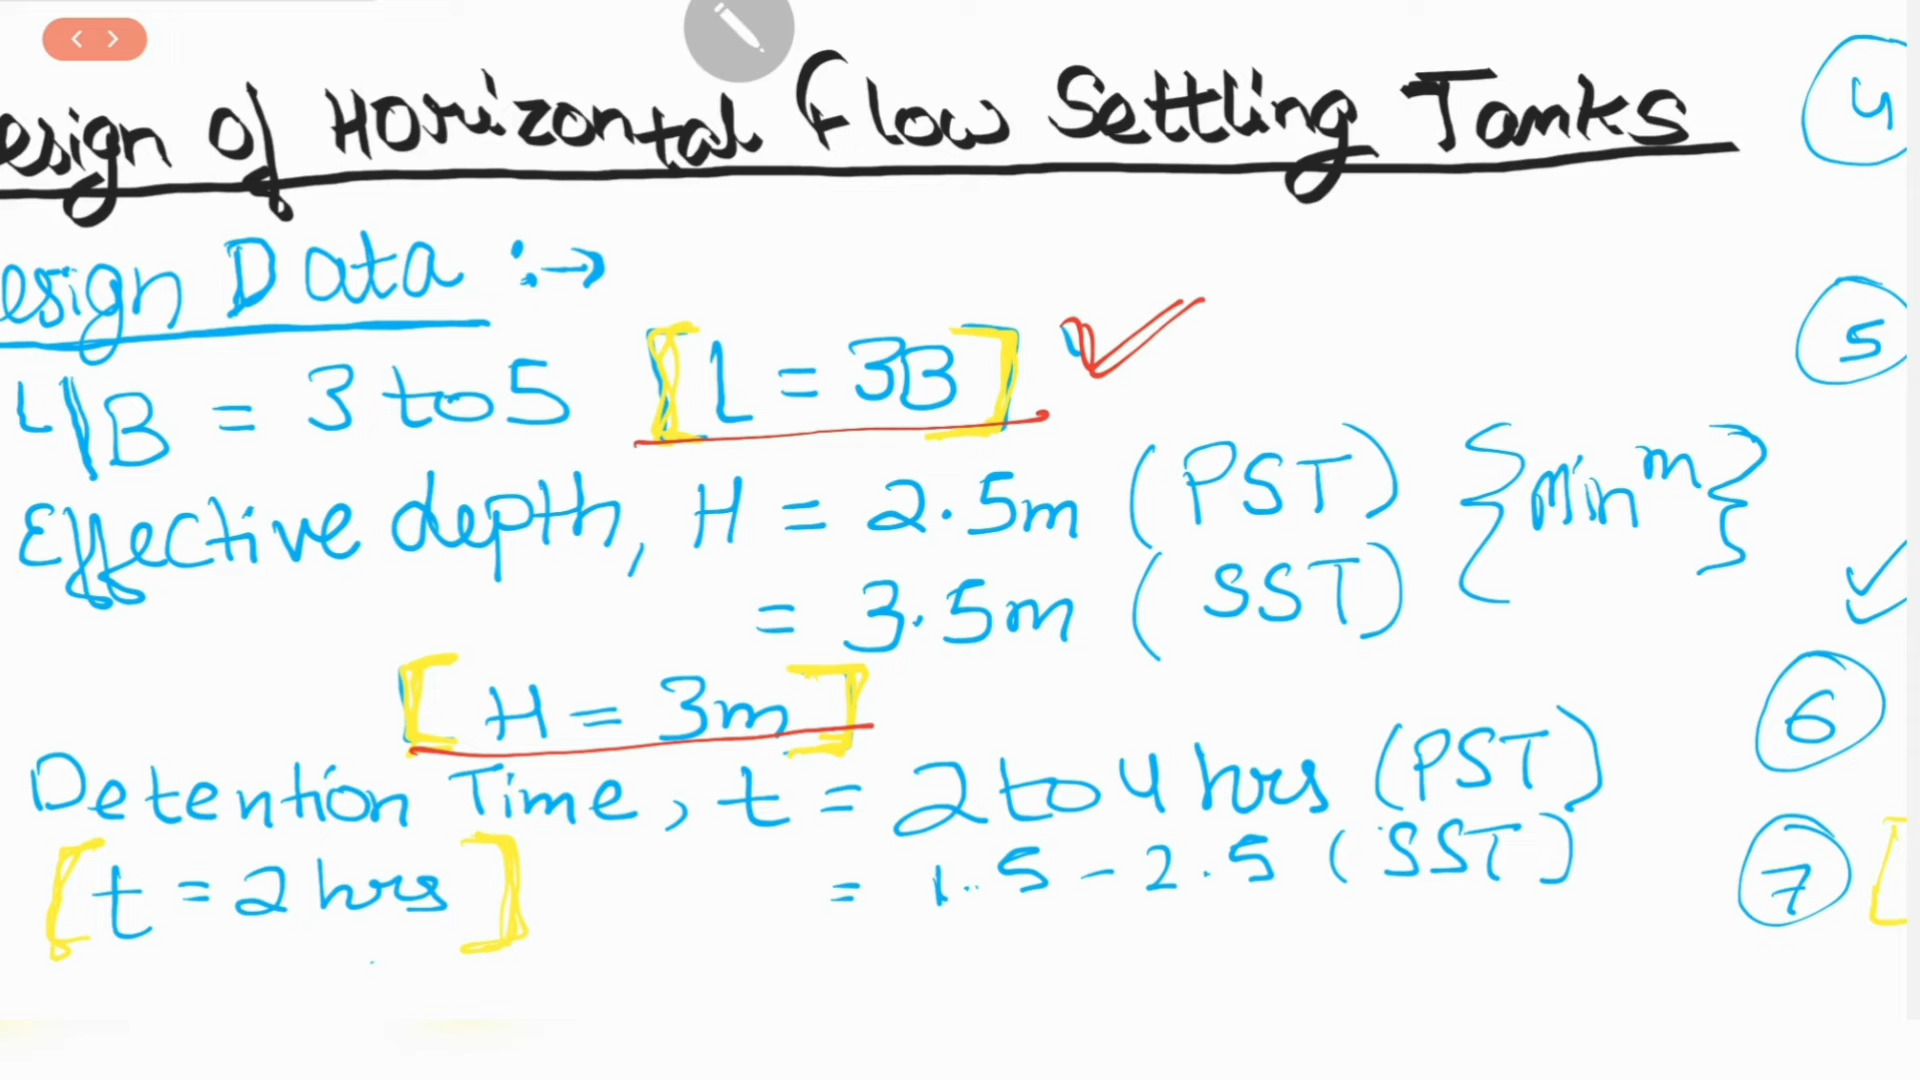 esign of Horizontal Flow Settling Tanks
esign Data :→
L/B = 3 to 5 [L = 3B]
Effective depth, H = 2.5m (PST) {Minᵐ}
= 3.5m (SST)
[H = 3m]
Detention Time, t = 2 to 4 hrs (PST)
[t = 2 hrs] = 1.5 - 2.5 (SST)
4
5
6
7